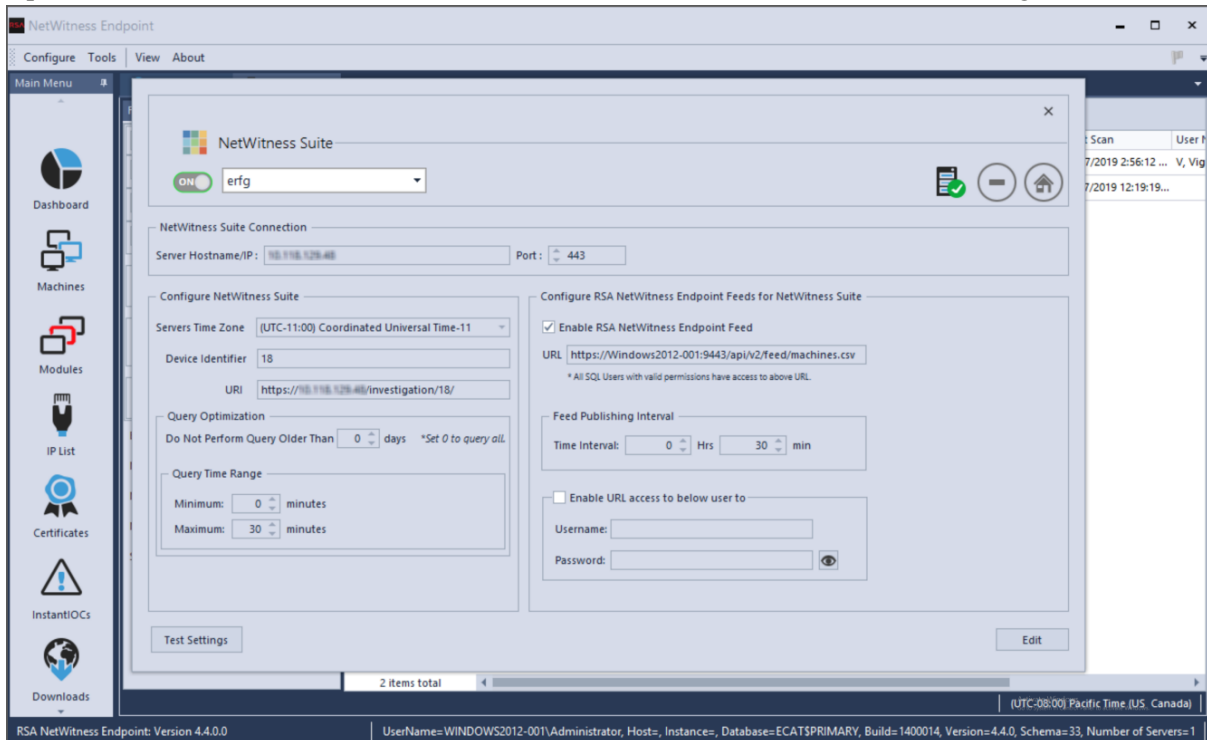 RSA NetWitness Endpoint
Configure Tools View About
Main Menu
Scan User
NetWitness Suite
7/2019 2:56:12 ... V, Vig
ON erfg
7/2019 12:19:19...
Dashboard
NetWitness Suite Connection
Server Hostname/IP : Port : 443
Machines
Configure NetWitness Suite
Configure RSA NetWitness Endpoint Feeds for NetWitness Suite
Servers Time Zone (UTC-11:00) Coordinated Universal Time-11
Enable RSA NetWitness Endpoint Feed
Device Identifier 18
URL https://Windows2012-001:9443/api/v2/feed/machines.csv
* All SQL Users with valid permissions have access to above URL.
Modules
URI https:// /investigation/18/
Query Optimization
Feed Publishing Interval
Do Not Perform Query Older Than 0 days *Set 0 to query all.
Time Interval: 0 Hrs 30 min
IP List
Query Time Range
Minimum: 0 minutes
Enable URL access to below user to
Maximum: 30 minutes
Username:
Certificates
Password:
InstantIOCs
Test Settings Edit
2 items total
Downloads
(UTC-08:00) Pacific Time (US Canada)
RSA NetWitness Endpoint: Version 4.4.0.0
UserName=WINDOWS2012-001\Administrator, Host=, Instance=, Database=ECAT$PRIMARY, Build=1400014, Version=4.4.0, Schema=33, Number of Servers=1